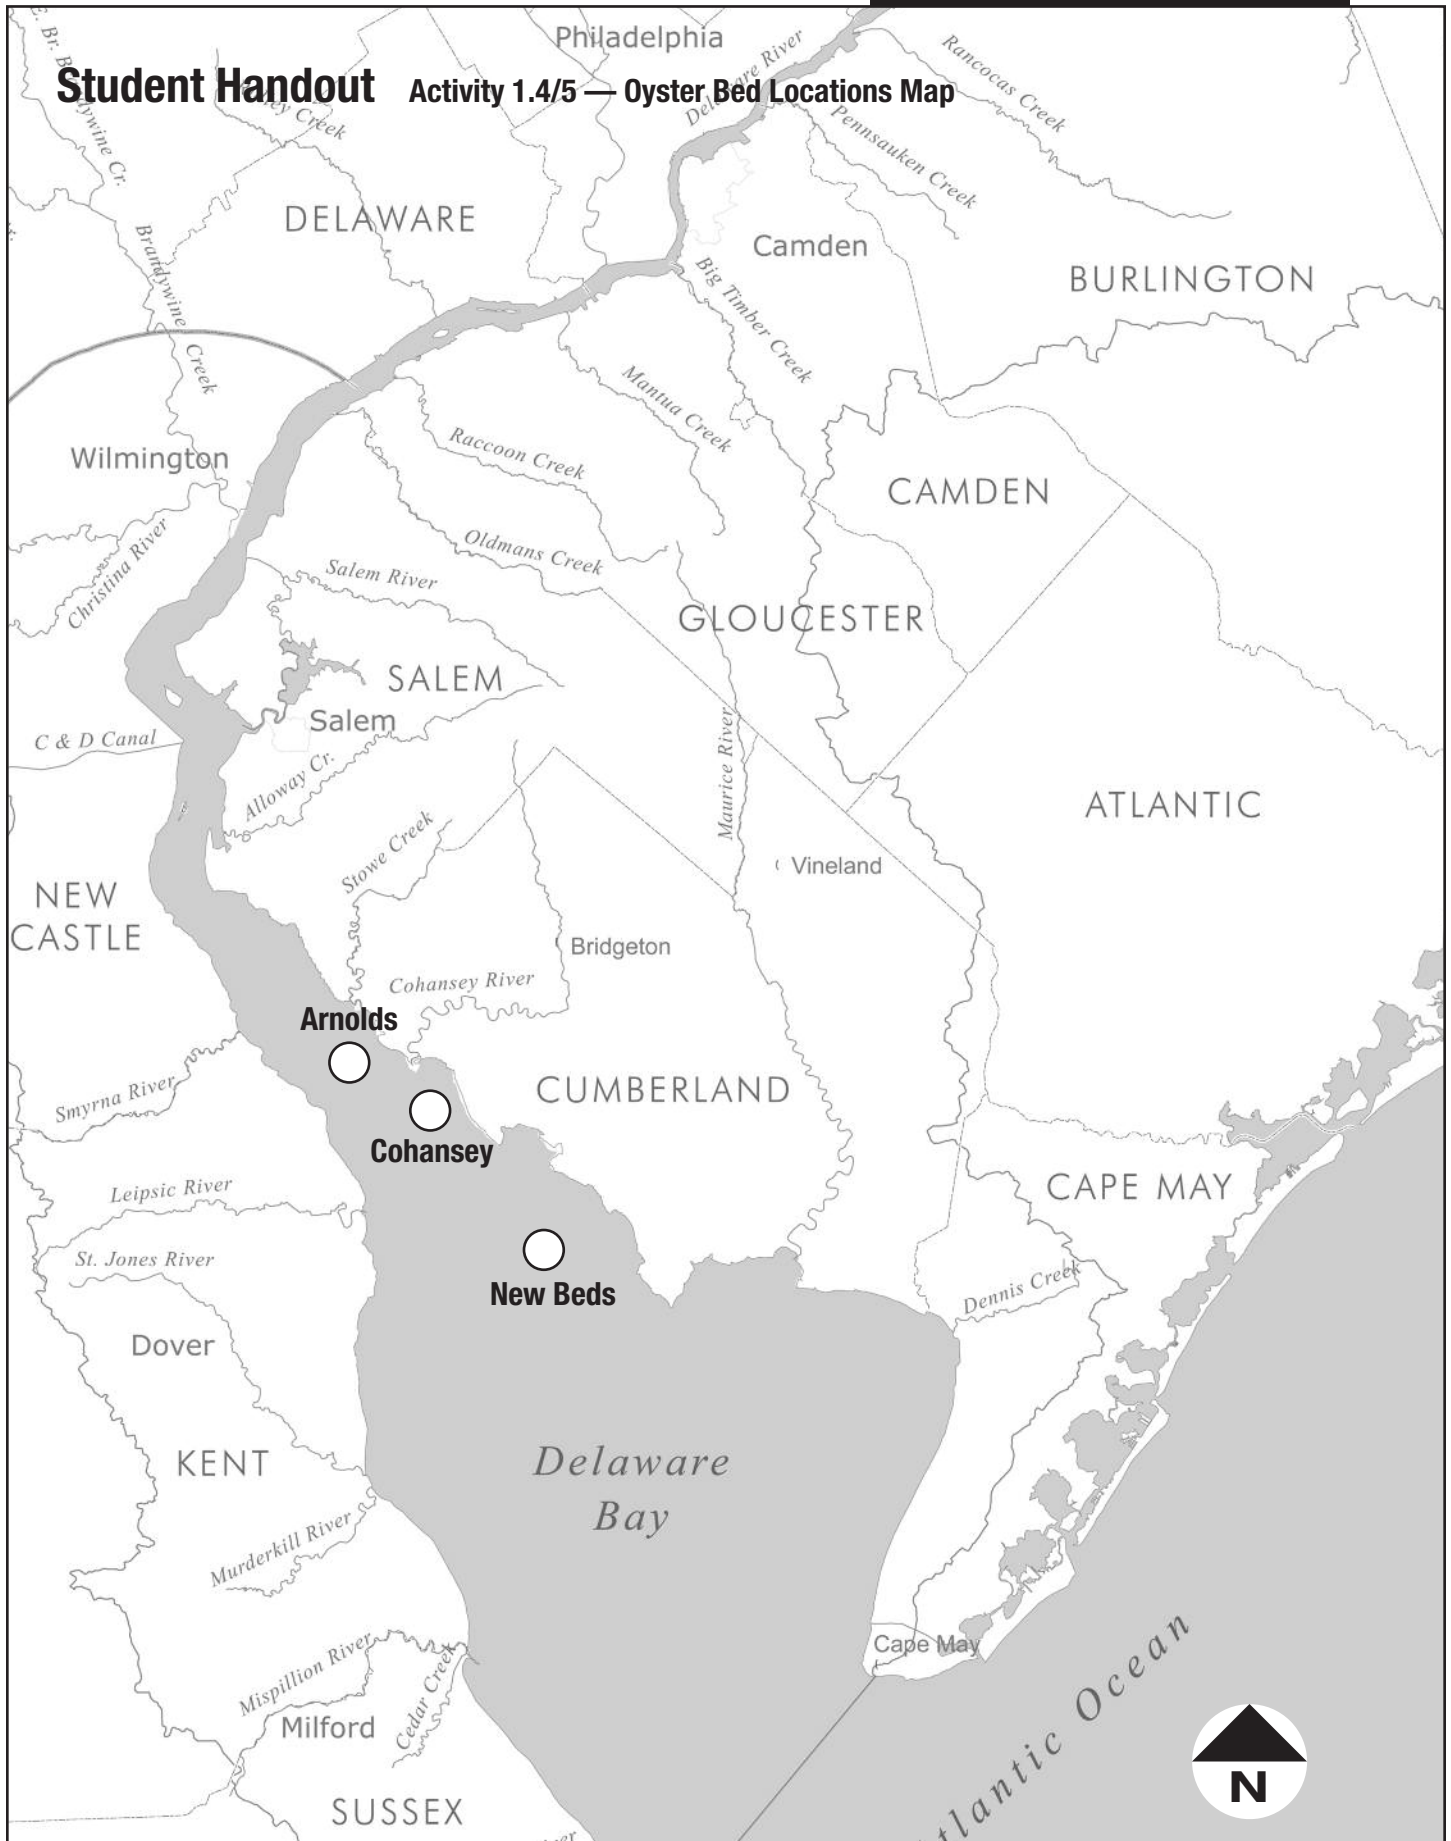 Philadelphia
Delaware River
Rancocas Creek
Student Handout Activity 1.4/5 — Oyster Bed Locations Map
Creek
Pennsauken Creek
DELAWARE
Camden
Brandywine Creek
Big Timber Creek
BURLINGTON
Mantua Creek
Raccoon Creek
Wilmington
CAMDEN
Christina River
Oldmans Creek
Salem River
GLOUCESTER
SALEM
Salem
C & D Canal
Alloway Cr.
Maurice River
ATLANTIC
Stowe Creek
Vineland
NEW
CASTLE
Bridgeton
Cohansey River
Arnolds
Smyrna River
CUMBERLAND
Cohansey
Leipsic River
CAPE MAY
St. Jones River
New Beds
Dennis Creek
Dover
KENT
Delaware
Bay
Murderkill River
Mispillion River
Cedar Creek
Cape May
Milford
Atlantic Ocean
N
SUSSEX